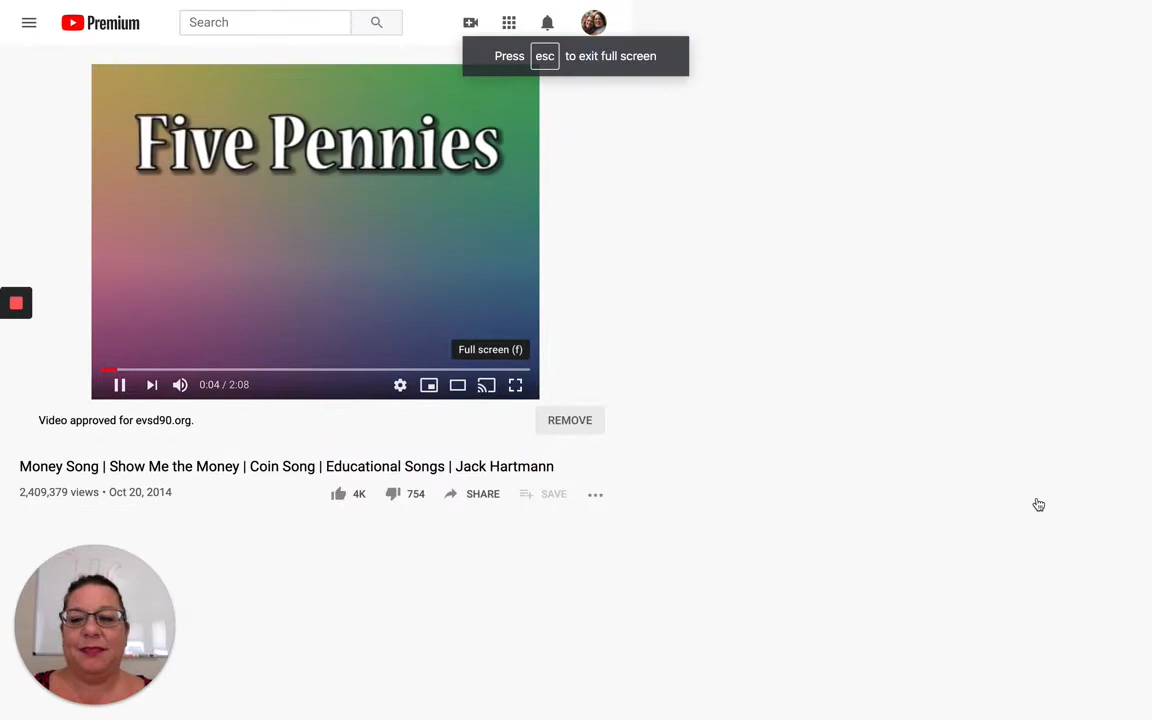 Premium
Search
Press esc to exit full screen
Five Pennies
Full screen (f)
0:04 / 2:08
Video approved for evsd90.org.
REMOVE
Money Song | Show Me the Money | Coin Song | Educational Songs | Jack Hartmann
2,409,379 views • Oct 20, 2014
4K
754
SHARE
SAVE